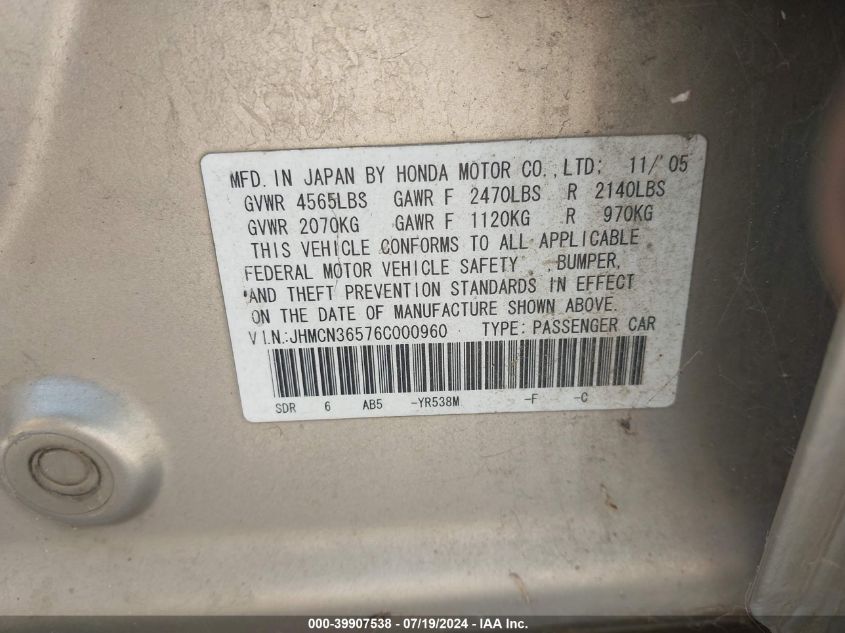 MFD. IN JAPAN BY HONDA MOTOR CO.,LTD; 11/'05
GVWR 4565LBS GAWR F 2470LBS R 2140LBS
GVWR 2070KG GAWR F 1120KG R 970KG
THIS VEHICLE CONFORMS TO ALL APPLICABLE
FEDERAL MOTOR VEHICLE SAFETY ,BUMPER,
AND THEFT PREVENTION STANDARDS IN EFFECT
ON THE DATE OF MANUFACTURE SHOWN ABOVE.
V I.N.:JHMCN36576C000960 TYPE: PASSENGER CAR
SDR 6 AB5 -YR538M -F -C
000-39907538 - 07/19/2024 - IAA Inc.